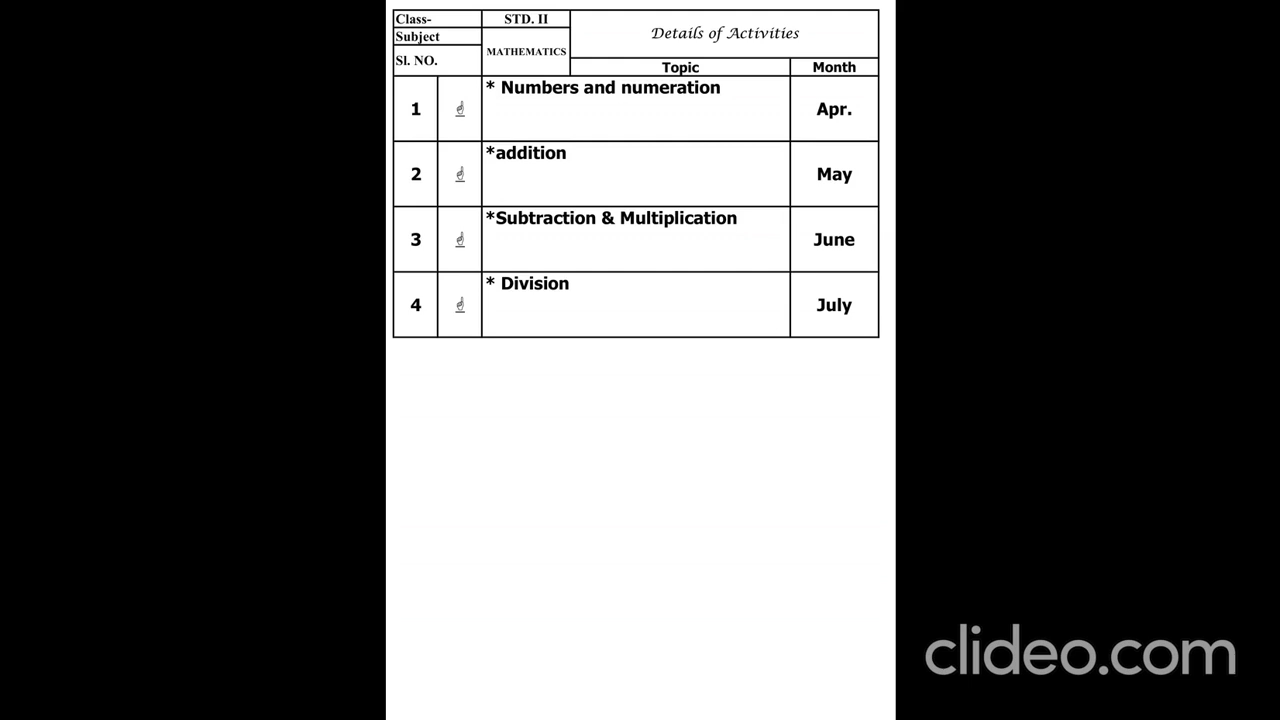 Class-
STD. II
Details of Activities
Subject
MATHEMATICS
Sl. NO.
Topic
Month
1
* Numbers and numeration
Apr.
2
*addition
May
3
*Subtraction & Multiplication
June
4
* Division
July
clideo.com